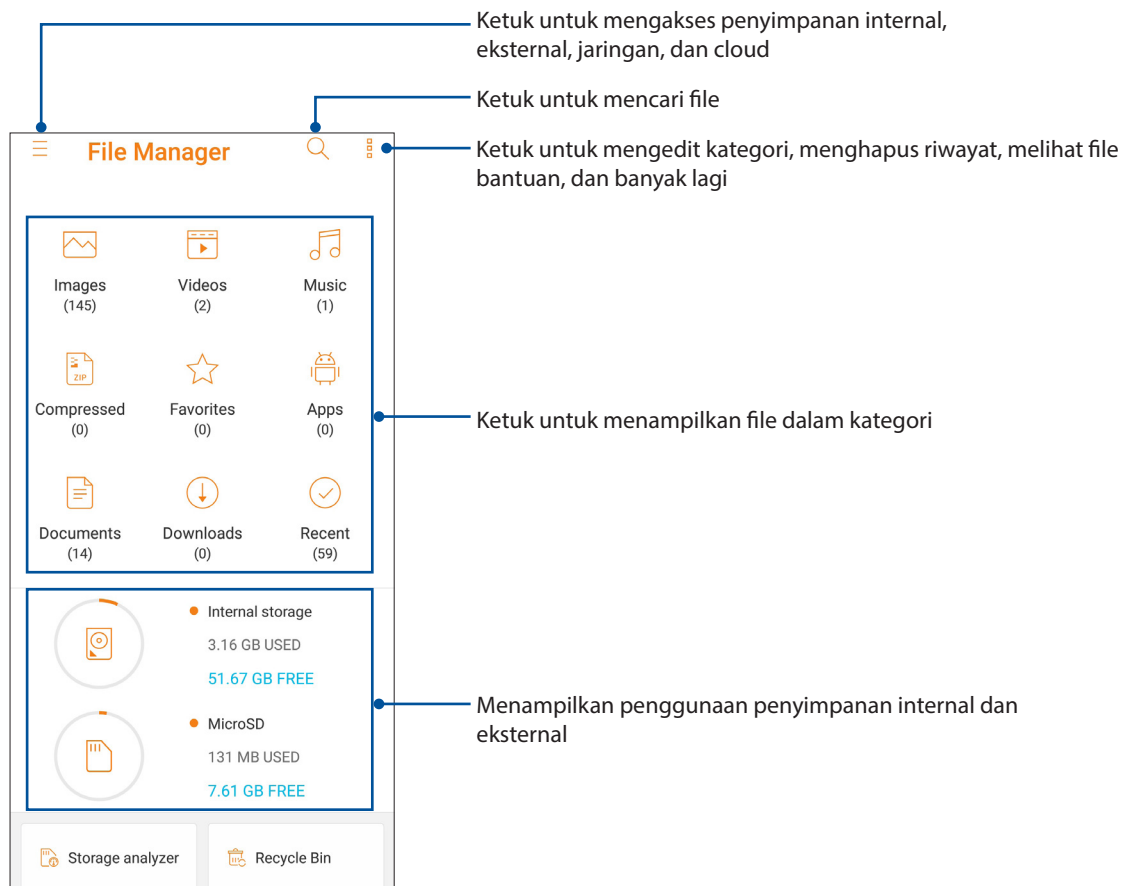 Ketuk untuk mengakses penyimpanan internal,
eksternal, jaringan, dan cloud
Ketuk untuk mencari file
Ketuk untuk mengedit kategori, menghapus riwayat, melihat file
bantuan, dan banyak lagi
File Manager
Images
(145)
Videos
(2)
Music
(1)
ZIP
Compressed
(0)
Favorites
(0)
Apps
(0)
Ketuk untuk menampilkan file dalam kategori
Documents
(14)
Downloads
(0)
Recent
(59)
Internal storage
3.16 GB USED
51.67 GB FREE
MicroSD
131 MB USED
7.61 GB FREE
Menampilkan penggunaan penyimpanan internal dan
eksternal
Storage analyzer
Recycle Bin